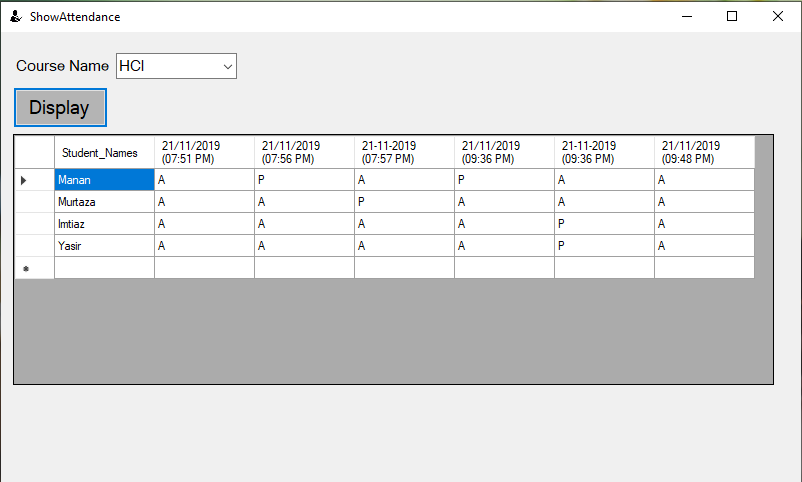 ShowAttendance
Course Name HCI
Display
Student_Names 21/11/2019 (07:51 PM) 21/11/2019 (07:56 PM) 21-11-2019 (07:57 PM) 21/11/2019 (09:36 PM) 21-11-2019 (09:36 PM) 21/11/2019 (09:48 PM)
Manan A P A P A A
Murtaza A A P A A A
Imtiaz A A A A P A
Yasir A A A A P A